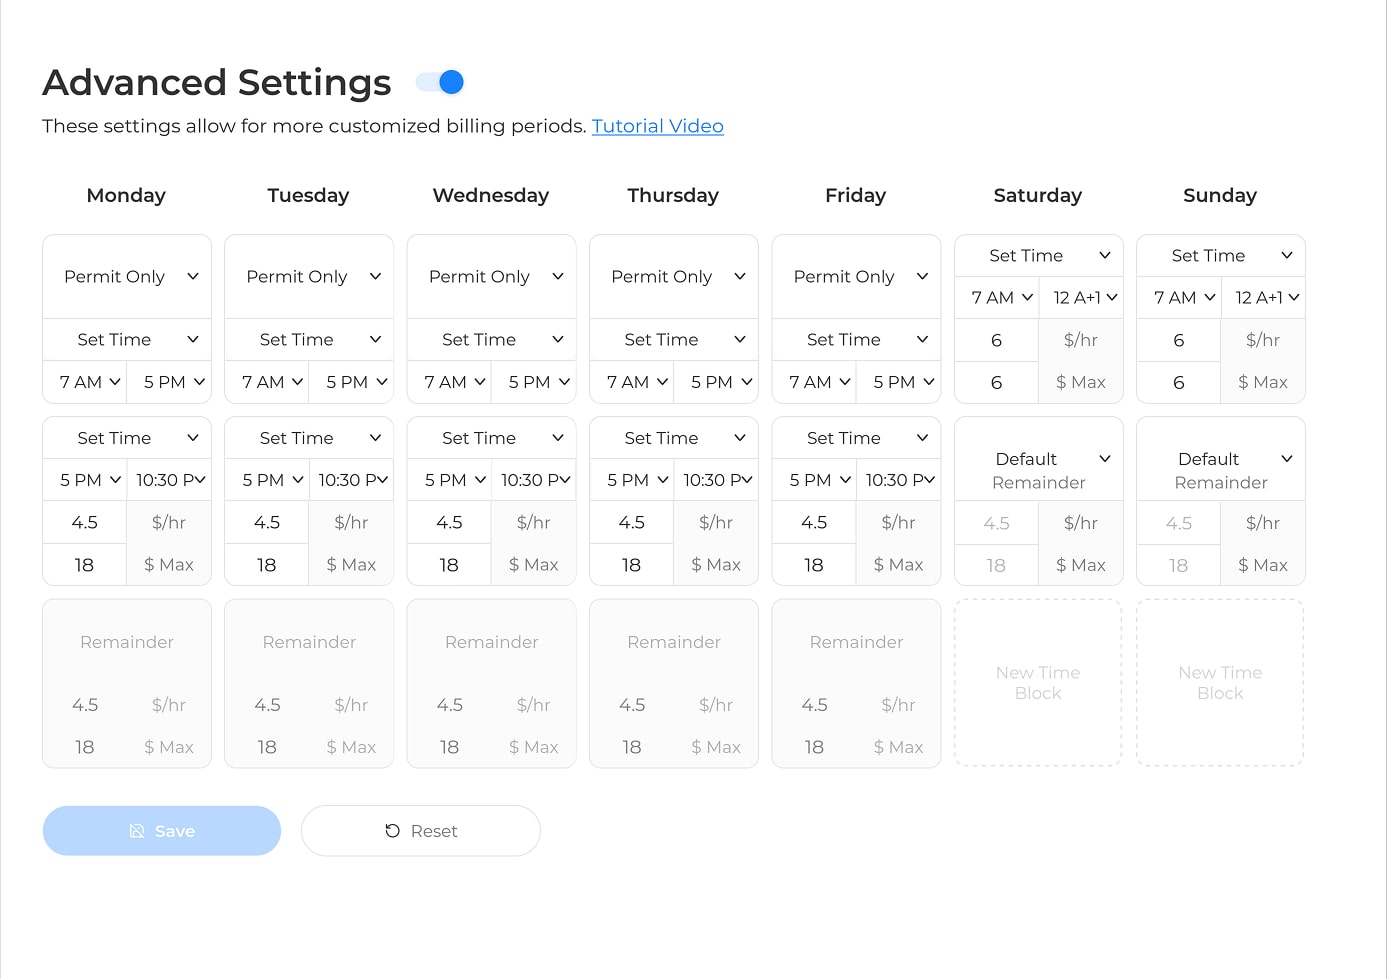 Advanced Settings
These settings allow for more customized billing periods. Tutorial Video
Monday Tuesday Wednesday Thursday Friday Saturday Sunday
Permit Only Permit Only Permit Only Permit Only Permit Only Set Time Set Time
7 AM 12 A+1 7 AM 12 A+1
Set Time Set Time Set Time Set Time Set Time 6 $/hr 6 $/hr
7 AM 5 PM 7 AM 5 PM 7 AM 5 PM 7 AM 5 PM 7 AM 5 PM 6 $ Max 6 $ Max
Set Time Set Time Set Time Set Time Set Time Default Default
5 PM 10:30 P 5 PM 10:30 P 5 PM 10:30 P 5 PM 10:30 P 5 PM 10:30 P Remainder Remainder
4.5 $/hr 4.5 $/hr 4.5 $/hr 4.5 $/hr 4.5 $/hr 4.5 $/hr 4.5 $/hr
18 $ Max 18 $ Max 18 $ Max 18 $ Max 18 $ Max 18 $ Max 18 $ Max
Remainder Remainder Remainder Remainder Remainder New Time New Time
Block Block
4.5 $/hr 4.5 $/hr 4.5 $/hr 4.5 $/hr 4.5 $/hr
18 $ Max 18 $ Max 18 $ Max 18 $ Max 18 $ Max
Save Reset